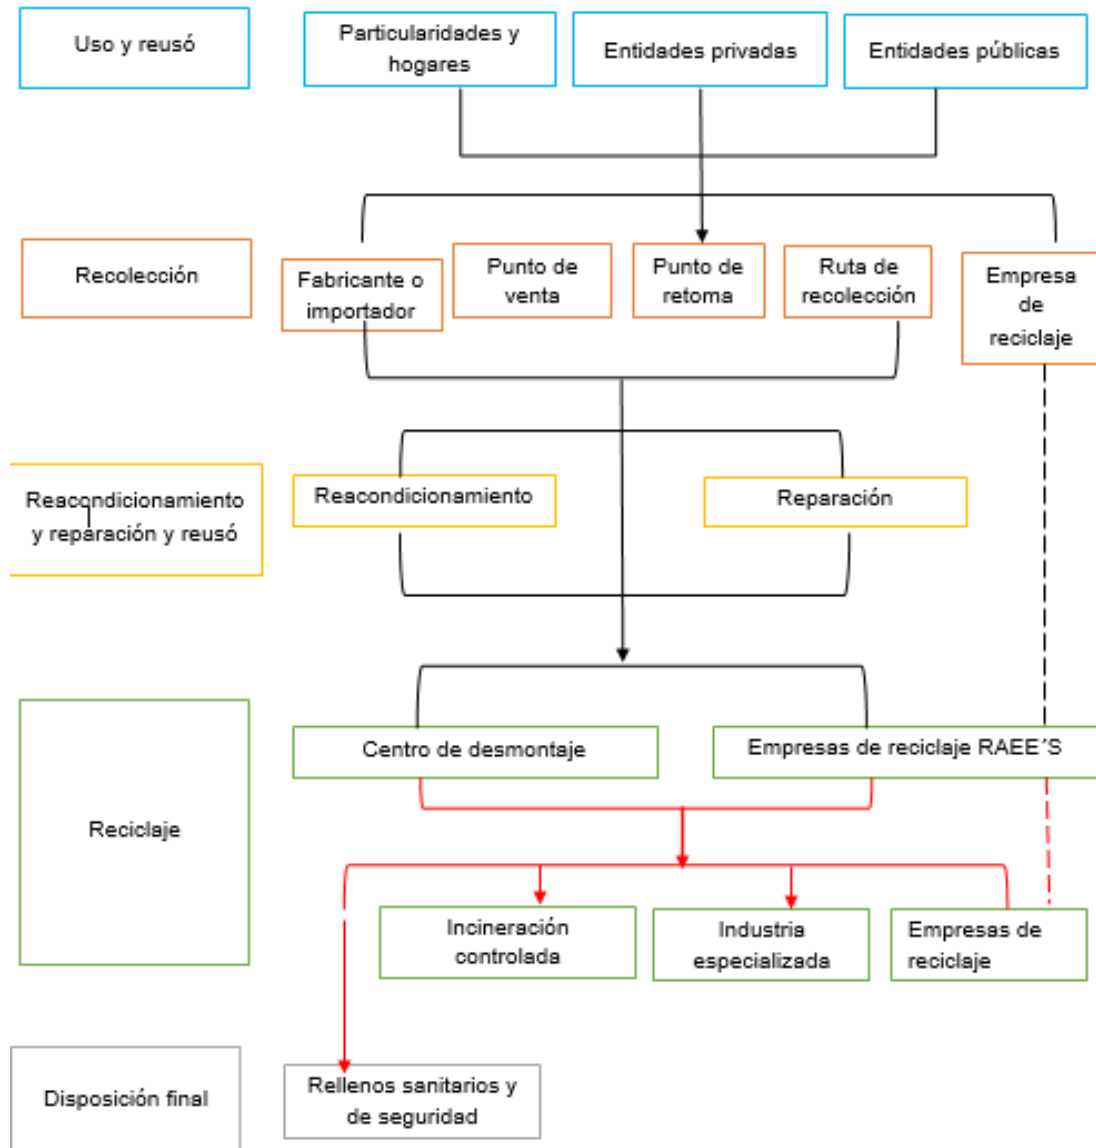 Uso y reusó
Particularidades y
hogares
Entidades privadas
Entidades públicas
Recolección
Fabricante o
importador
Punto de
venta
Punto de
retoma
Ruta de
recolección
Empresa
de
reciclaje
Reacondicionamiento
y reparación y reusó
Reacondicionamiento
Reparación
Reciclaje
Centro de desmontaje
Empresas de reciclaje RAEE´S
Incineración
controlada
Industria
especializada
Empresas de
reciclaje
Disposición final
Rellenos sanitarios y
de seguridad